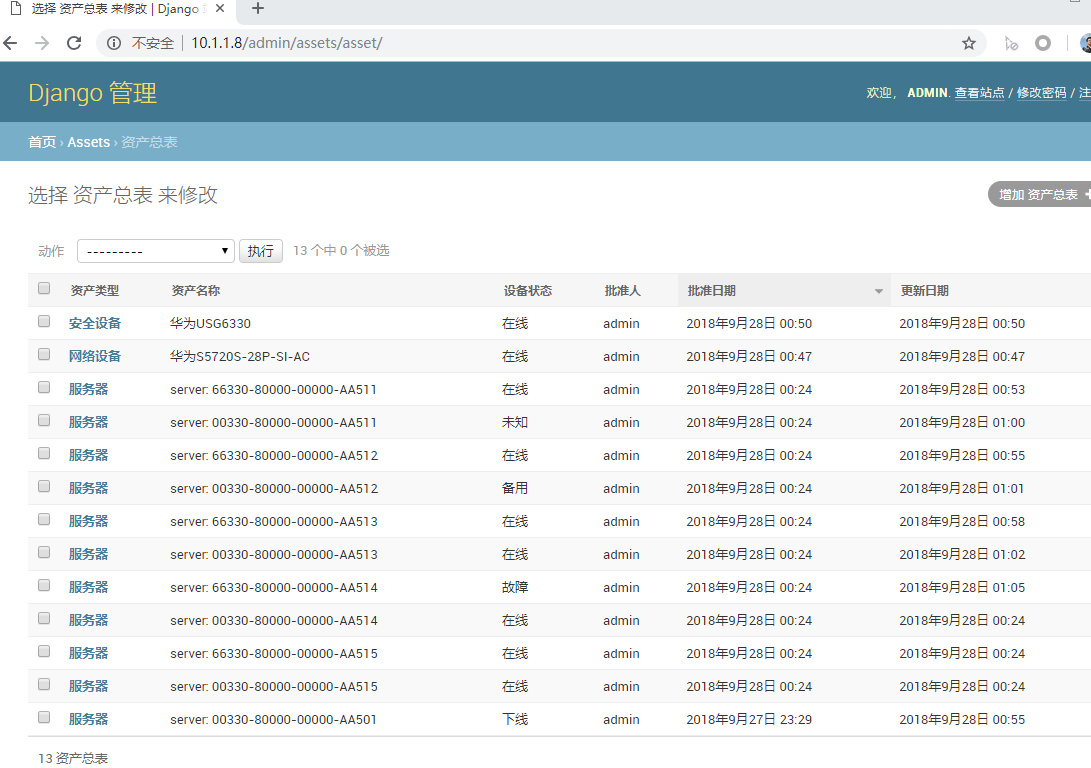 选择 资产总表 来修改 | Django
不安全 | 10.1.1.8/admin/assets/asset/
Django 管理
欢迎， ADMIN. 查看站点 / 修改密码 / 注
首页 › Assets › 资产总表
选择 资产总表 来修改
增加 资产总表 +
动作 --------- 执行 13 个中 0 个被选
资产类型 资产名称 设备状态 批准人 批准日期 更新日期
安全设备 华为USG6330 在线 admin 2018年9月28日 00:50 2018年9月28日 00:50
网络设备 华为S5720S-28P-SI-AC 在线 admin 2018年9月28日 00:47 2018年9月28日 00:47
服务器 server: 66330-80000-00000-AA511 在线 admin 2018年9月28日 00:24 2018年9月28日 00:53
服务器 server: 00330-80000-00000-AA511 未知 admin 2018年9月28日 00:24 2018年9月28日 01:00
服务器 server: 66330-80000-00000-AA512 在线 admin 2018年9月28日 00:24 2018年9月28日 00:55
服务器 server: 00330-80000-00000-AA512 备用 admin 2018年9月28日 00:24 2018年9月28日 01:01
服务器 server: 66330-80000-00000-AA513 在线 admin 2018年9月28日 00:24 2018年9月28日 00:58
服务器 server: 00330-80000-00000-AA513 在线 admin 2018年9月28日 00:24 2018年9月28日 01:02
服务器 server: 66330-80000-00000-AA514 故障 admin 2018年9月28日 00:24 2018年9月28日 01:05
服务器 server: 00330-80000-00000-AA514 在线 admin 2018年9月28日 00:24 2018年9月28日 00:24
服务器 server: 66330-80000-00000-AA515 在线 admin 2018年9月28日 00:24 2018年9月28日 00:24
服务器 server: 00330-80000-00000-AA515 在线 admin 2018年9月28日 00:24 2018年9月28日 00:24
服务器 server: 00330-80000-00000-AA501 下线 admin 2018年9月27日 23:29 2018年9月28日 00:55
13 资产总表